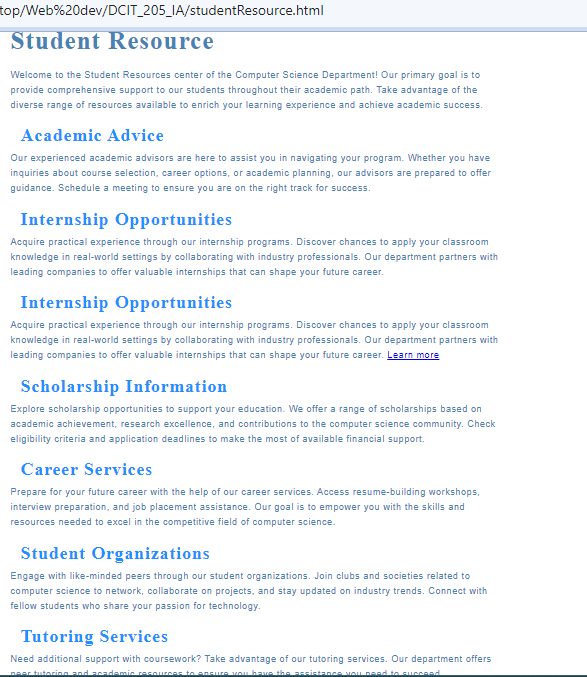 top/Web%20dev/DCIT_205_IA/studentResource.html
Student Resource
Welcome to the Student Resources center of the Computer Science Department! Our primary goal is to
provide comprehensive support to our students throughout their academic path. Take advantage of the
diverse range of resources available to enrich your learning experience and achieve academic success.
Academic Advice
Our experienced academic advisors are here to assist you in navigating your program. Whether you have
inquiries about course selection, career options, or academic planning, our advisors are prepared to offer
guidance. Schedule a meeting to ensure you are on the right track for success.
Internship Opportunities
Acquire practical experience through our internship programs. Discover chances to apply your classroom
knowledge in real-world settings by collaborating with industry professionals. Our department partners with
leading companies to offer valuable internships that can shape your future career.
Internship Opportunities
Acquire practical experience through our internship programs. Discover chances to apply your classroom
knowledge in real-world settings by collaborating with industry professionals. Our department partners with
leading companies to offer valuable internships that can shape your future career. Learn more
Scholarship Information
Explore scholarship opportunities to support your education. We offer a range of scholarships based on
academic achievement, research excellence, and contributions to the computer science community. Check
eligibility criteria and application deadlines to make the most of available financial support.
Career Services
Prepare for your future career with the help of our career services. Access resume-building workshops,
interview preparation, and job placement assistance. Our goal is to empower you with the skills and
resources needed to excel in the competitive field of computer science.
Student Organizations
Engage with like-minded peers through our student organizations. Join clubs and societies related to
computer science to network, collaborate on projects, and stay updated on industry trends. Connect with
fellow students who share your passion for technology.
Tutoring Services
Need additional support with coursework? Take advantage of our tutoring services. Our department offers
peer tutoring and academic resources to ensure you have the assistance you need to succeed.